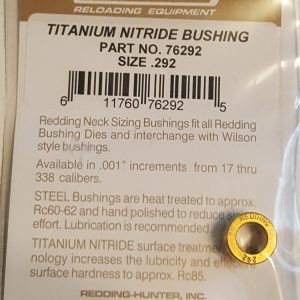 RELOADING EQUIPMENT
TITANIUM NITRIDE BUSHING
PART NO. 76292
SIZE .292
6 11760 76292 5
Redding Neck Sizing Bushings fit all Redding
Bushing Dies and interchange with Wilson
style bushings.
Available in .001" increments from 17 thru
338 calibers.
STEEL Bushings are heat treated to approx.
Rc60-62 and hand polished to reduce
effort. Lubrication is recommended
REDDING
292
TITANIUM NITRIDE surface treatme
nology increases the lubricity and effective
surface hardness to approx. Rc85.
REDDING-HUNTER, INC.